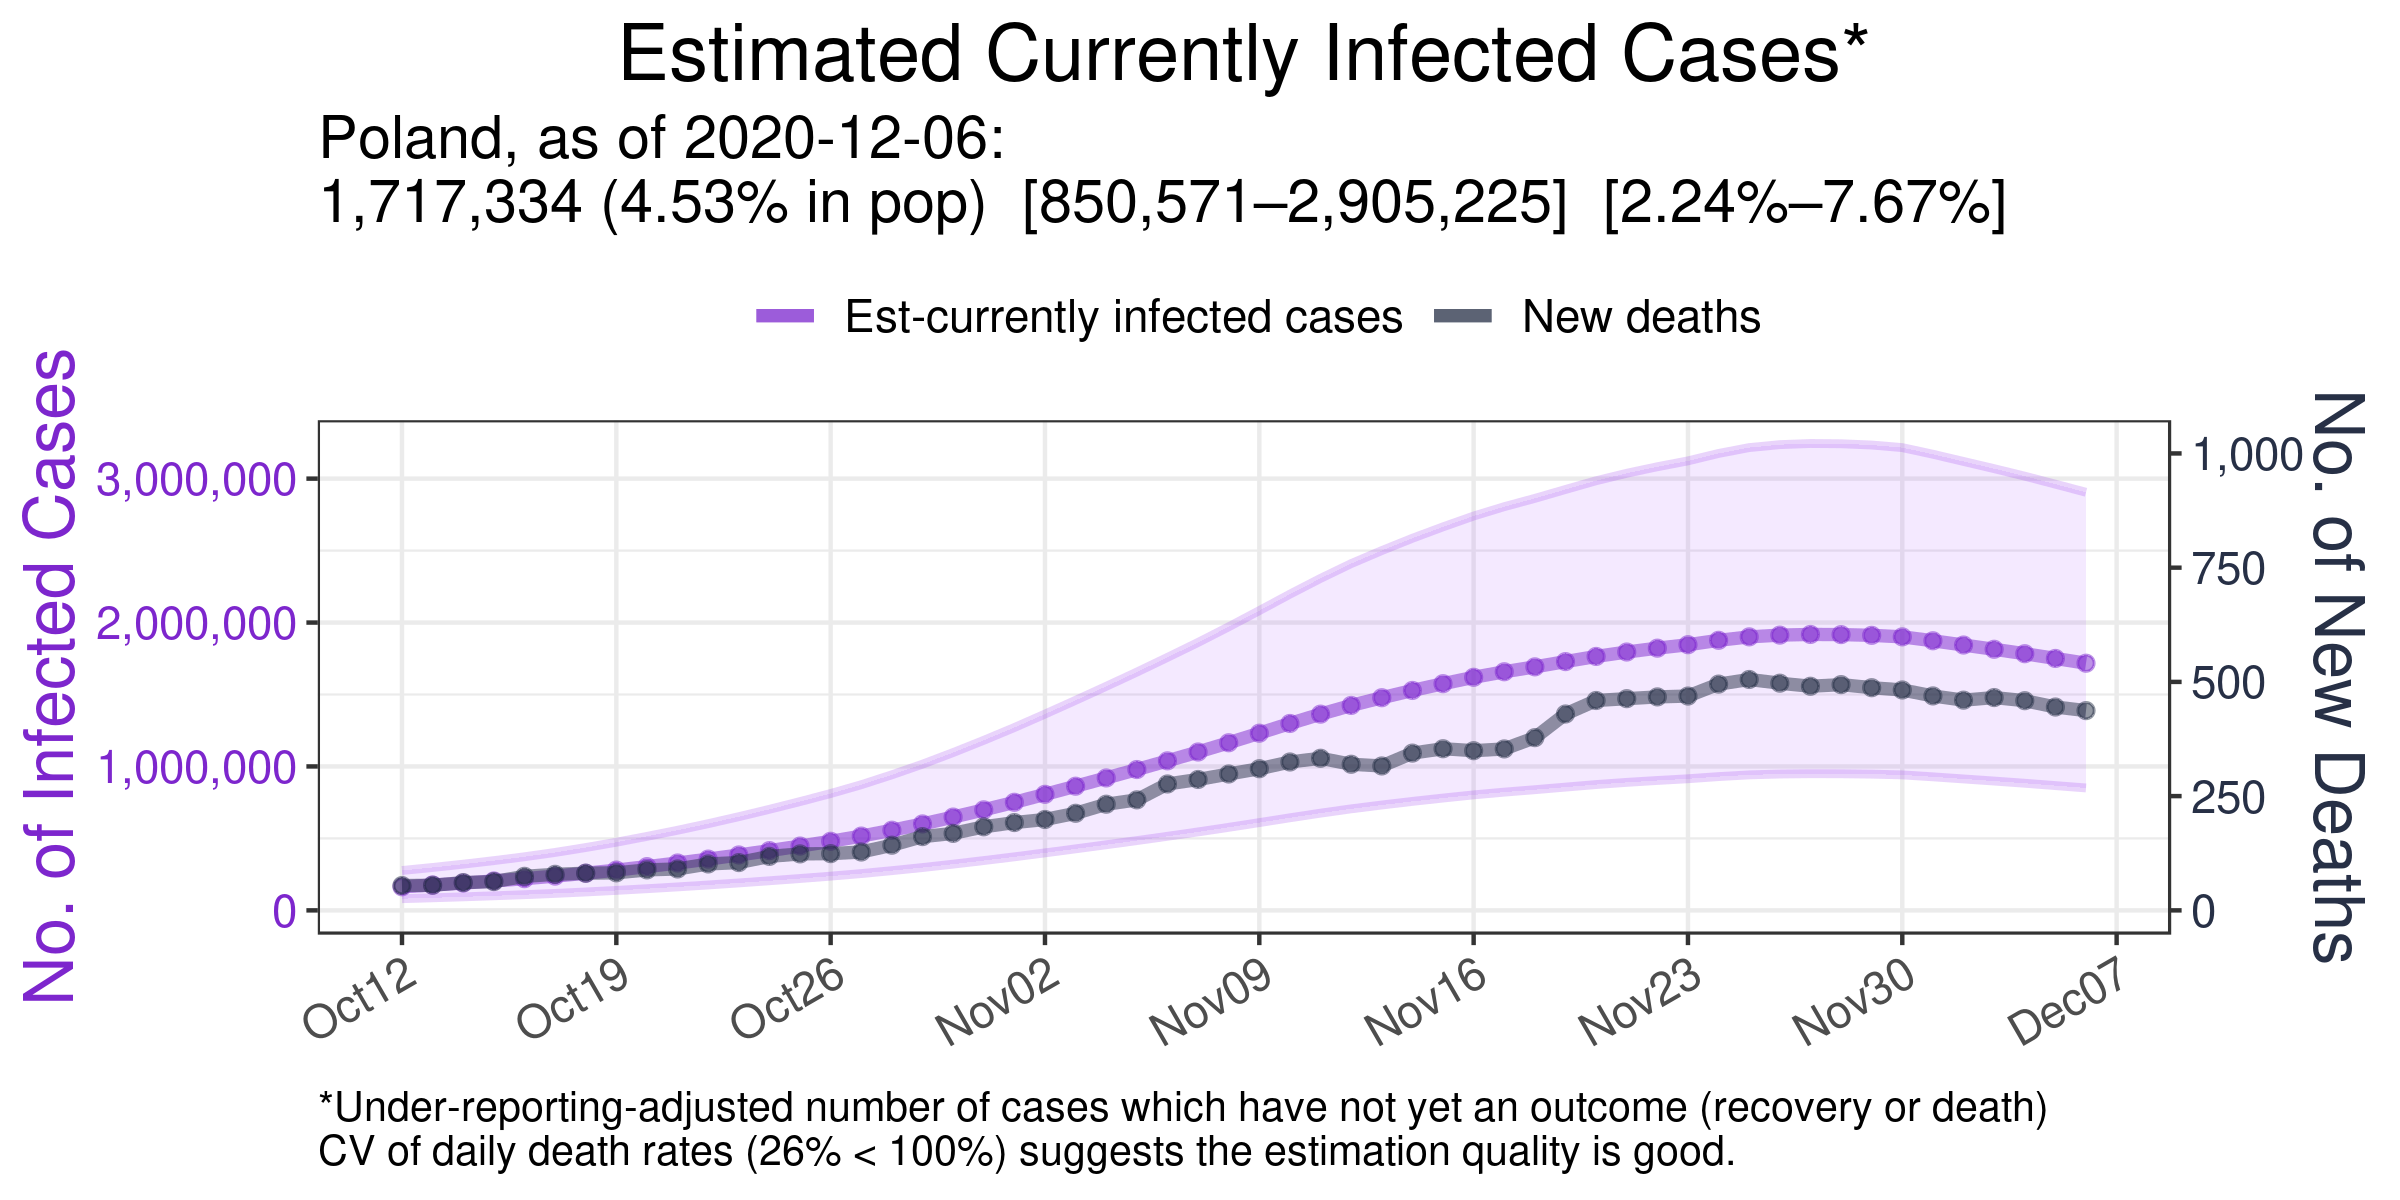 Estimated Currently Infected Cases*
Poland, as of 2020-12-06:
1,717,334 (4.53% in pop)  [850,571–2,905,225]  [2.24%–7.67%]
Est-currently infected cases
New deaths
No. of Infected Cases
3,000,000
2,000,000
1,000,000
0
No. of New Deaths
1,000
750
500
250
0
Oct12
Oct19
Oct26
Nov02
Nov09
Nov16
Nov23
Nov30
Dec07
*Under-reporting-adjusted number of cases which have not yet an outcome (recovery or death)
CV of daily death rates (26% < 100%) suggests the estimation quality is good.